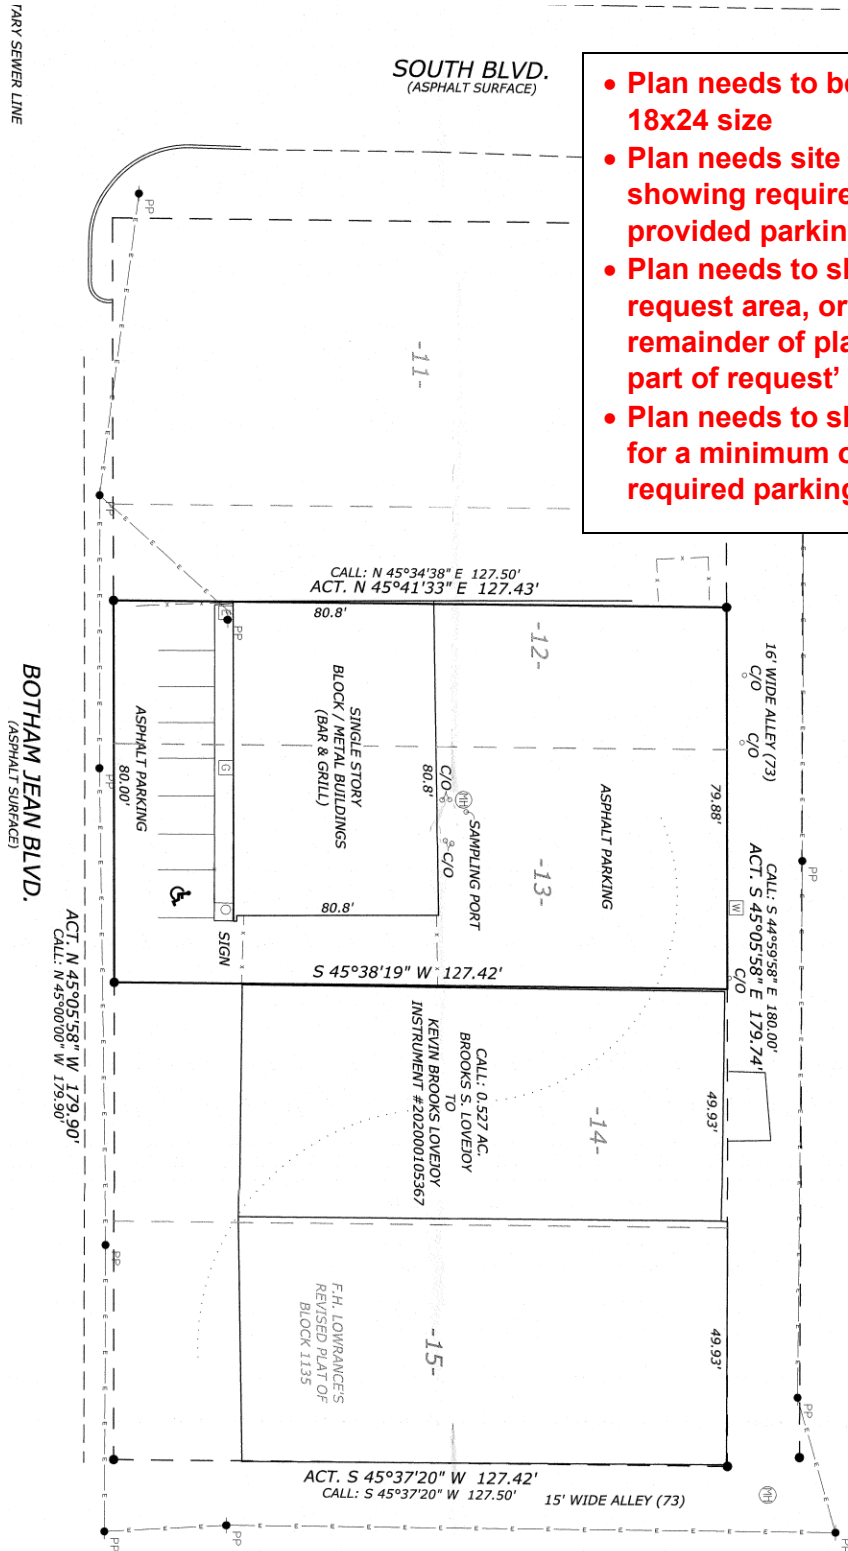 TARY SEWER LINE
SOUTH BLVD.
(ASPHALT SURFACE)
• Plan needs to be
18x24 size
• Plan needs site
showing require
provided parkin
• Plan needs to sh
request area, or
remainder of pla
part of request’
• Plan needs to sh
for a minimum o
required parking
PP
-11-
PP
CALL: N 45°34'38" E 127.50'
ACT. N 45°41'33" E 127.43'
80.8'
E
PP
-12-
16' WIDE ALLEY (73)
C/O
C/O
SINGLE STORY
BLOCK / METAL BUILDINGS
(BAR & GRILL)
ASPHALT PARKING
80.00'
G
PP
C/O
80.8'
MH
SAMPLING PORT
C/O
ASPHALT PARKING
79.88'
-13-
BOTHAM JEAN BLVD.
(ASPHALT SURFACE)
CALL: S 44°59'58" E 180.00'
ACT. S 45°05'58" E 179.74'
PP
W
C/O
80.8'
SIGN
S 45°38'19" W 127.42'
ACT. N 45°05'58" W 179.90'
CALL: N 45°00'00" W 179.90'
CALL: 0.527 AC.
BROOKS S. LOVEJOY
TO
KEVIN BROOKS LOVEJOY
INSTRUMENT #202000105367
-14-
49.93'
PP
F.H. LOWRANCE'S
REVISED PLAT OF
BLOCK 1135
-15-
49.93'
PP
ACT. S 45°37'20" W 127.42'
CALL: S 45°37'20" W 127.50'
15' WIDE ALLEY (73)
MH
PP
PP
PP